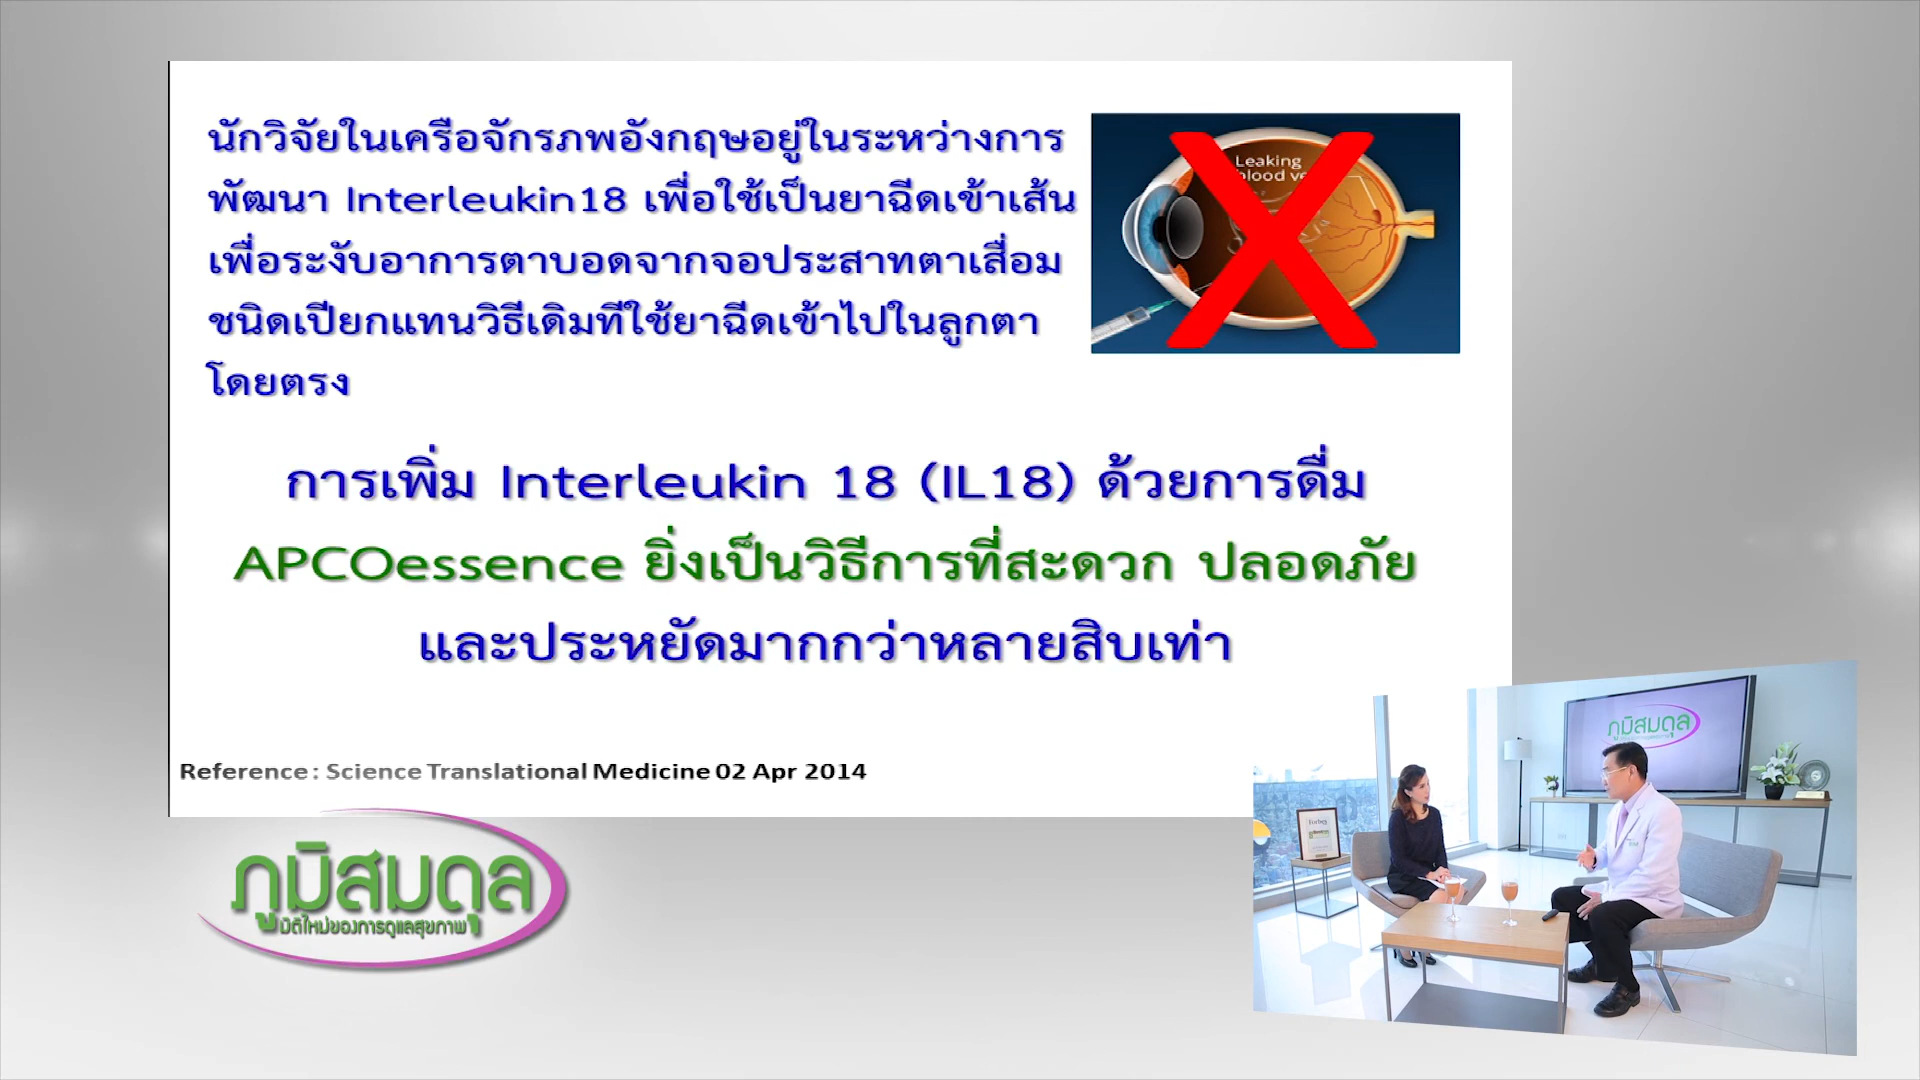 นักวิจัยในเครือจักรภพอังกฤษอยู่ในระหว่างการ
พัฒนา Interleukin18 เพื่อใช้เป็นยาฉีดเข้าเส้น
เพื่อระงับอาการตาบอดจากจอประสาทตาเสื่อม
ชนิดเปียกแทนวิธีเดิมที่ใช้ยาฉีดเข้าไปในลูกตา
โดยตรง
Leaking
blood ve
การเพิ่ม Interleukin 18 (IL18) ด้วยการดื่ม
APCOessence ยิ่งเป็นวิธีการที่สะดวก ปลอดภัย
และประหยัดมากกว่าหลายสิบเท่า
Reference : Science Translational Medicine 02 Apr 2014
ภูมิสมดุล
มิติใหม่ของการดูแลสุขภาพ
ภูมิสมดุล
Forbes